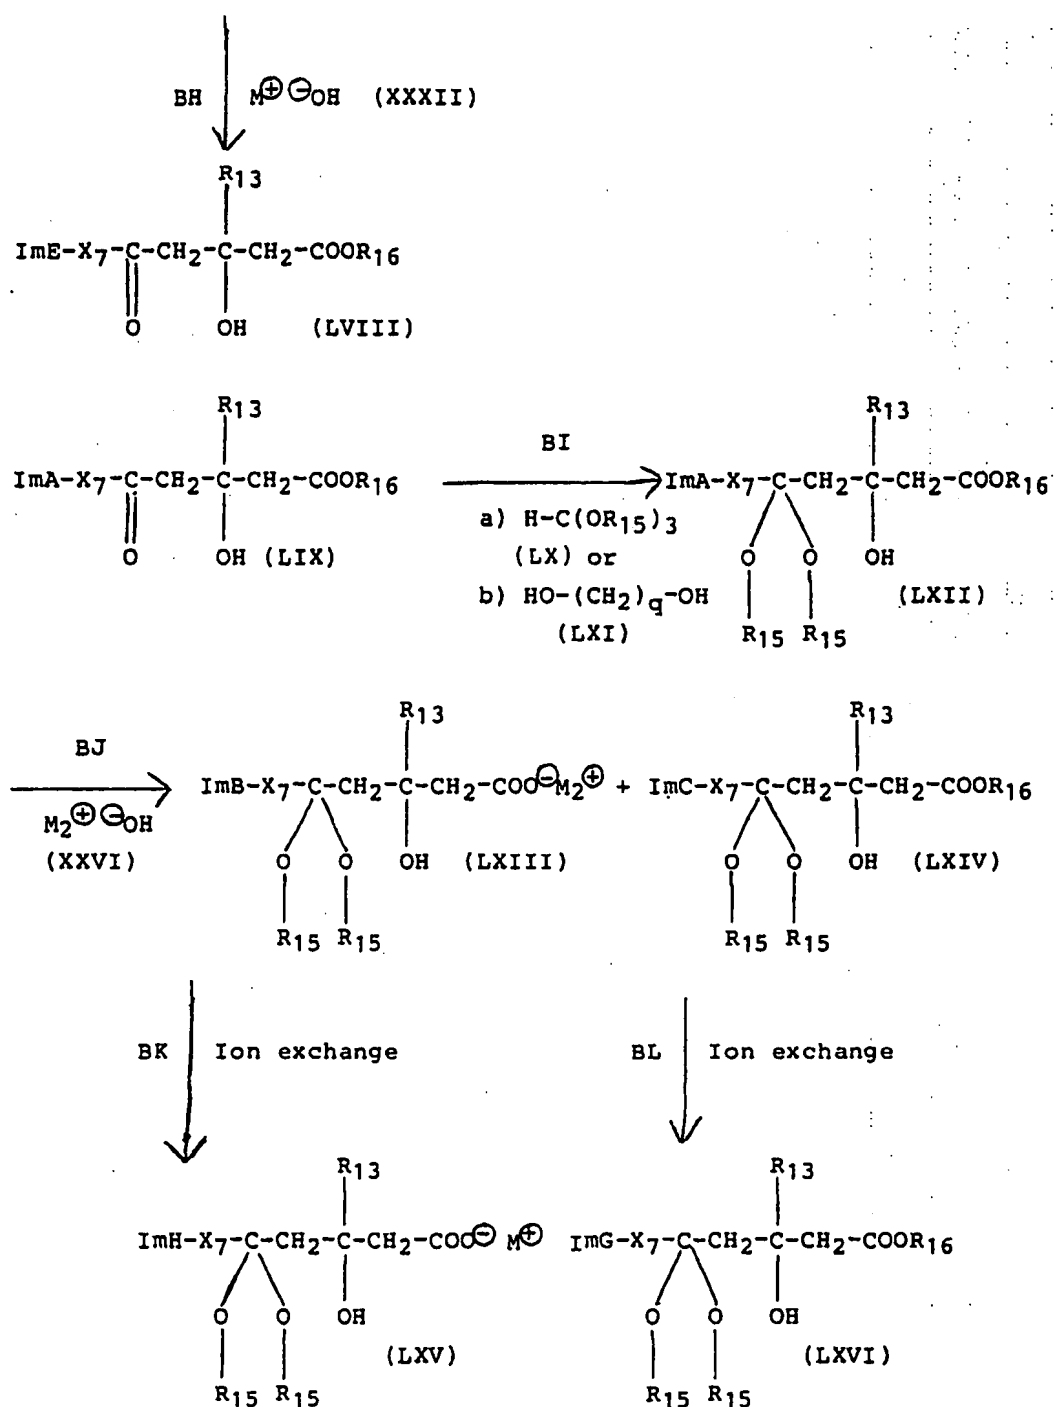 BH M⊕ ⊖OH (XXXII)
R13
ImE-X7-C-CH2-C-CH2-COOR16
O OH (LVIII)
R13 R13
BI
ImA-X7-C-CH2-C-CH2-COOR16 ImA-X7-C-CH2-C-CH2-COOR16
a) H-C(OR15)3
O OH (LIX) (LX) or O O OH
b) HO-(CH2)q-OH (LXII)
(LXI)
R15 R15
R13 R13
BJ
ImB-X7-C-CH2-C-CH2-COO⊖M2⊕ + ImC-X7-C-CH2-C-CH2-COOR16
M2⊕ ⊖OH
(XXVI) O O OH (LXIII) O O OH (LXIV)
R15 R15 R15 R15
BK Ion exchange BL Ion exchange
R13 R13
ImH-X7-C-CH2-C-CH2-COO⊖ M⊕ ImG-X7-C-CH2-C-CH2-COOR16
O O OH O O OH
(LXV) (LXVI)
R15 R15 R15 R15